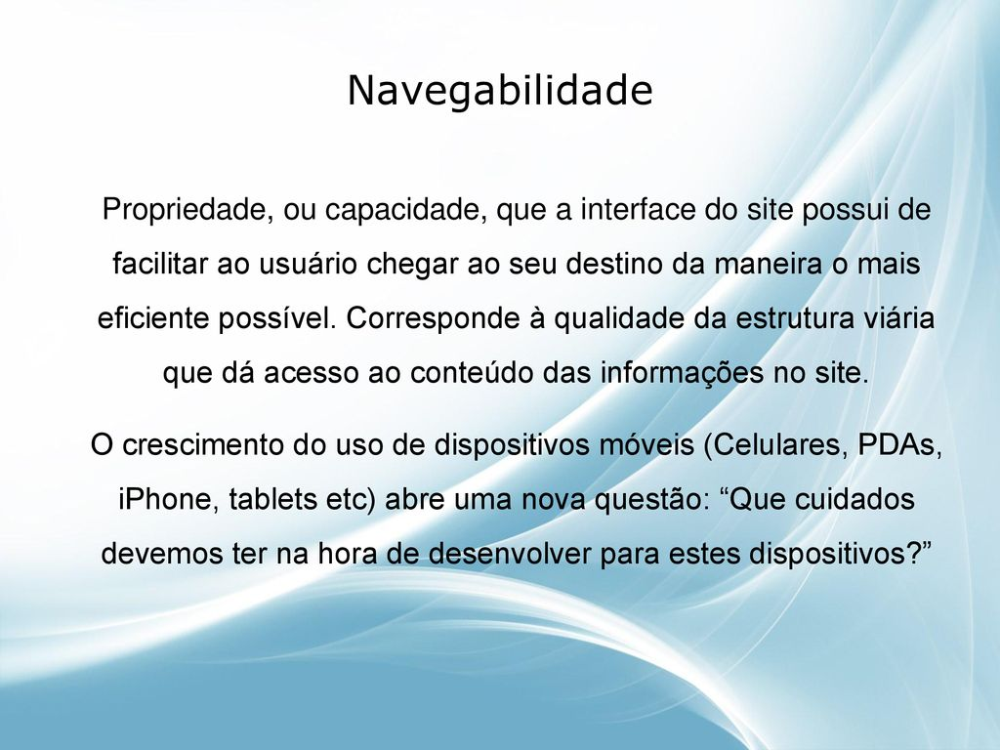 Navegabilidade
Propriedade, ou capacidade, que a interface do site possui de
facilitar ao usuário chegar ao seu destino da maneira o mais
eficiente possível. Corresponde à qualidade da estrutura viária
que dá acesso ao conteúdo das informações no site.
O crescimento do uso de dispositivos móveis (Celulares, PDAs,
iPhone, tablets etc) abre uma nova questão: “Que cuidados
devemos ter na hora de desenvolver para estes dispositivos?”